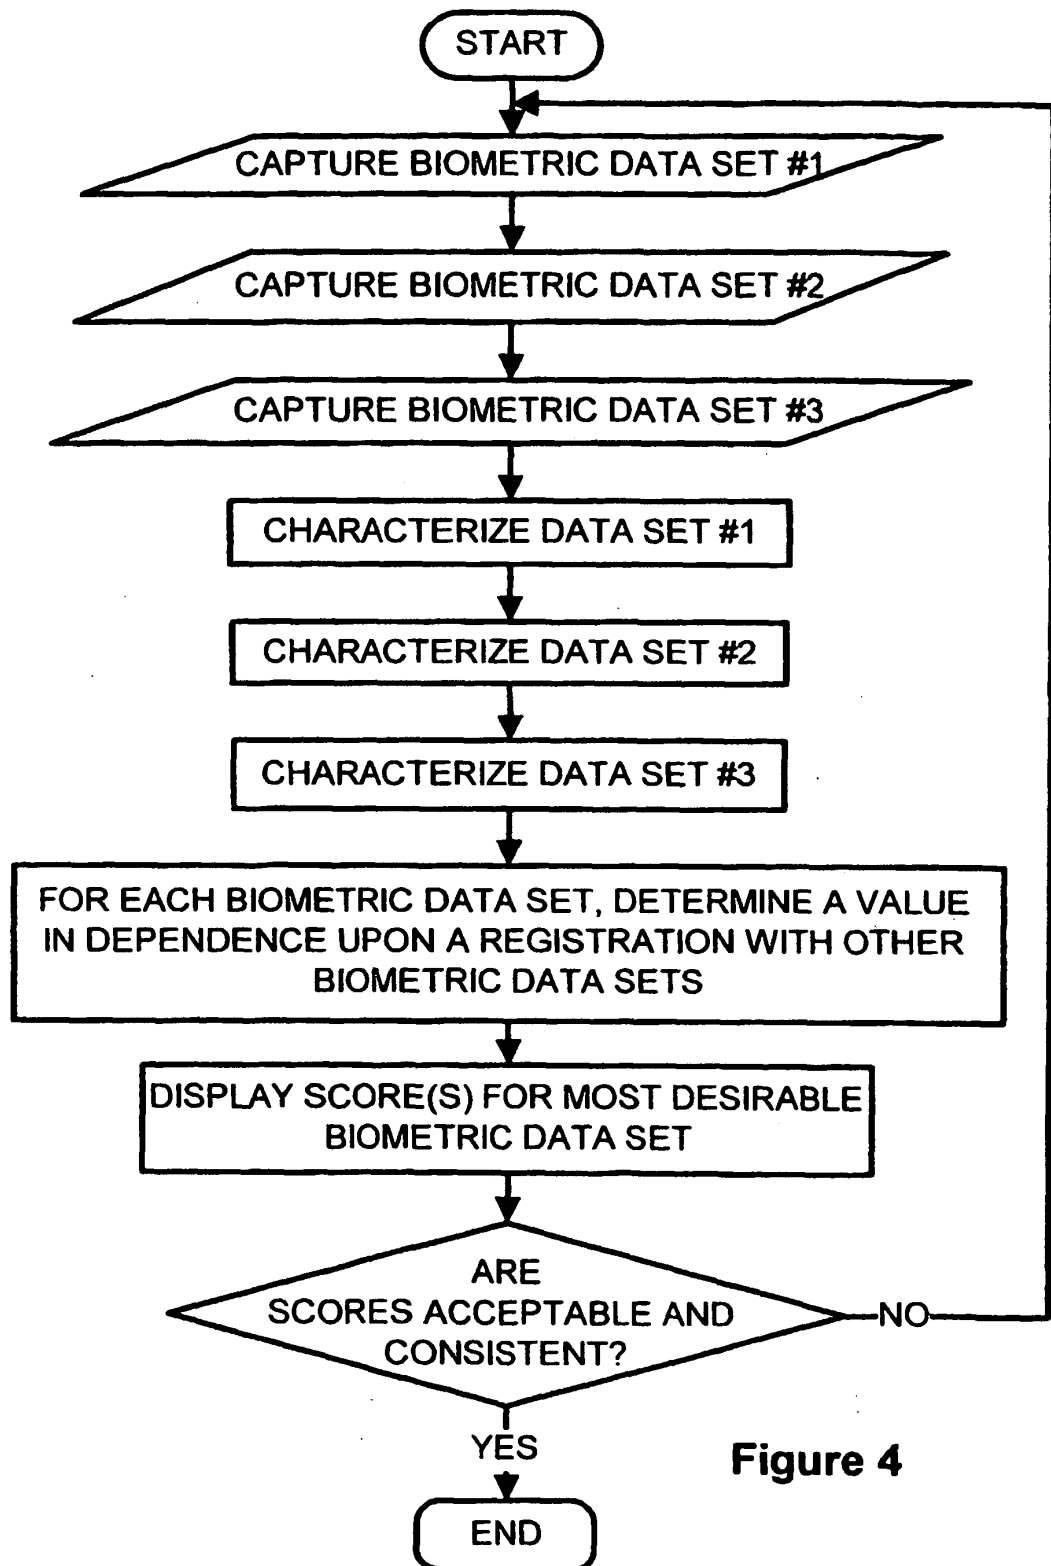 START
CAPTURE BIOMETRIC DATA SET #1
CAPTURE BIOMETRIC DATA SET #2
CAPTURE BIOMETRIC DATA SET #3
CHARACTERIZE DATA SET #1
CHARACTERIZE DATA SET #2
CHARACTERIZE DATA SET #3
FOR EACH BIOMETRIC DATA SET, DETERMINE A VALUE
IN DEPENDENCE UPON A REGISTRATION WITH OTHER
BIOMETRIC DATA SETS
DISPLAY SCORE(S) FOR MOST DESIRABLE
BIOMETRIC DATA SET
ARE
SCORES ACCEPTABLE AND
CONSISTENT?
NO
YES
Figure 4
END